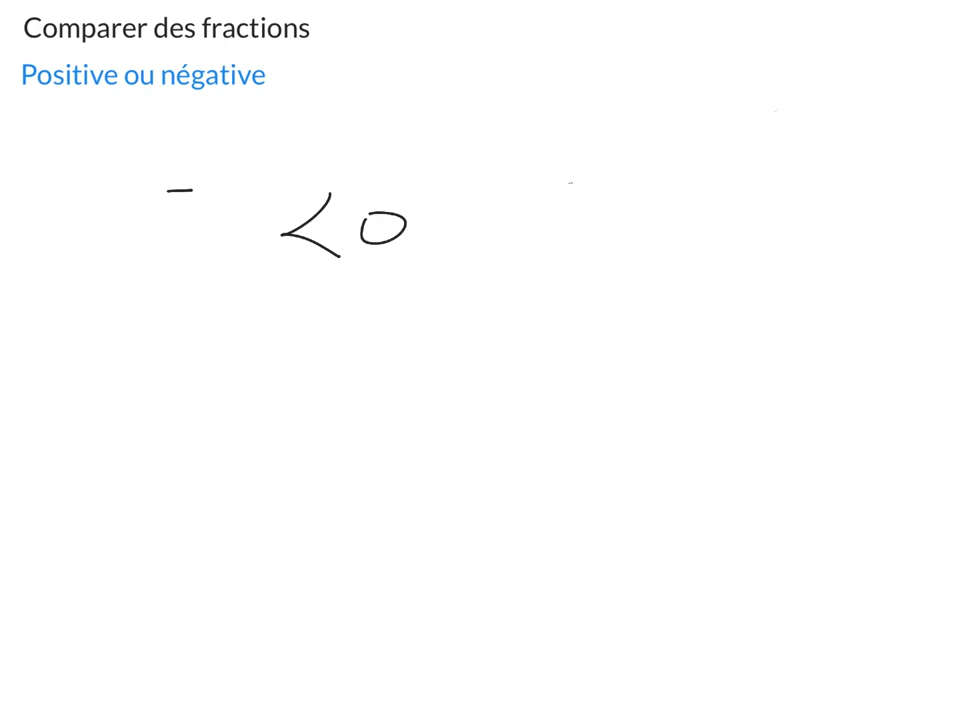 Comparer des fractions
Positive ou négative
- < 0